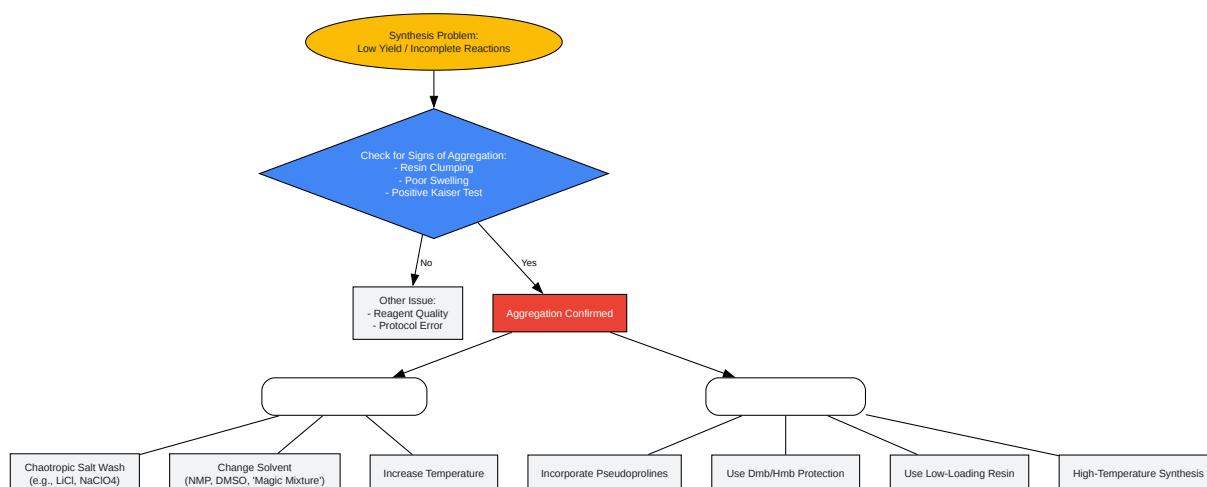 Synthesis Problem:
Low Yield / Incomplete Reactions
Check for Signs of Aggregation:
- Resin Clumping
- Poor Swelling
- Positive Kaiser Test
No
Yes
Other Issue:
- Reagent Quality
- Protocol Error
Aggregation Confirmed
Chaotropic Salt Wash
(e.g., LiCl, NaClO4)
Change Solvent
(NMP, DMSO, 'Magic Mixture')
Increase Temperature
Incorporate Pseudoprolines
Use Dmb/Hmb Protection
Use Low-Loading Resin
High-Temperature Synthesis